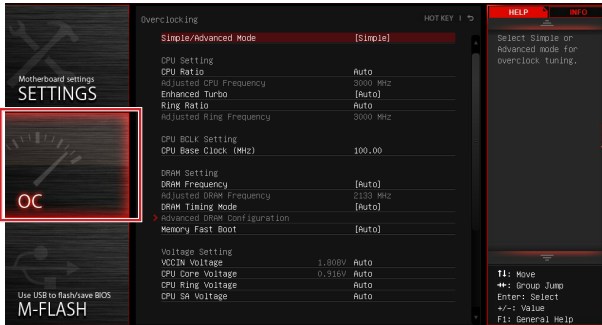 Motherboard settings
SETTINGS
OC
Use USB to flash/save BIOS
M-FLASH
Overclocking
HOT KEY |
Simple/Advanced Mode [Simple]
CPU Setting
CPU Ratio Auto
Adjusted CPU Frequency 3000 MHz
Enhanced Turbo [Auto]
Ring Ratio Auto
Adjusted Ring Frequency 3000 MHz
CPU BCLK Setting
CPU Base Clock (MHz) 100.00
DRAM Setting
DRAM Frequency [Auto]
Adjusted DRAM Frequency 2133 MHz
DRAM Timing Mode [Auto]
> Advanced DRAM Configuration
Memory Fast Boot [Auto]
Voltage Setting
VCCIN Voltage 1.808V Auto
CPU Core Voltage 0.916V Auto
CPU Ring Voltage Auto
CPU SA Voltage Auto
HELP INFO
Select Simple or
Advanced mode for
overclock tuning.
↑↓: Move
→←: Group Jump
Enter: Select
+/-: Value
F1: General Help